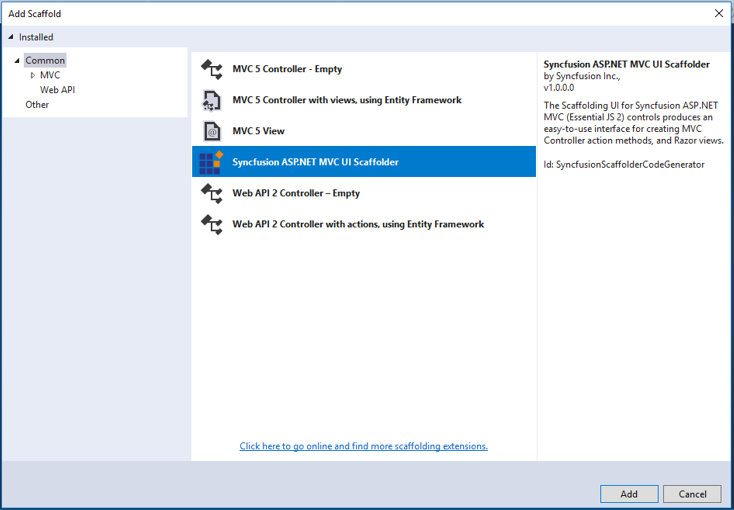 Add Scaffold
Installed
Common
MVC
Web API
Other
MVC 5 Controller - Empty
MVC 5 Controller with views, using Entity Framework
MVC 5 View
Syncfusion ASP.NET MVC UI Scaffolder
Web API 2 Controller – Empty
Web API 2 Controller with actions, using Entity Framework
Click here to go online and find more scaffolding extensions.
Syncfusion ASP.NET MVC UI Scaffolder
by Syncfusion Inc.,
v1.0.0.0
The Scaffolding UI for Syncfusion ASP.NET
MVC (Essential JS 2) controls produces an
easy-to-use interface for creating MVC
Controller action methods, and Razor views.
Id: SyncfusionScaffolderCodeGenerator
Add
Cancel